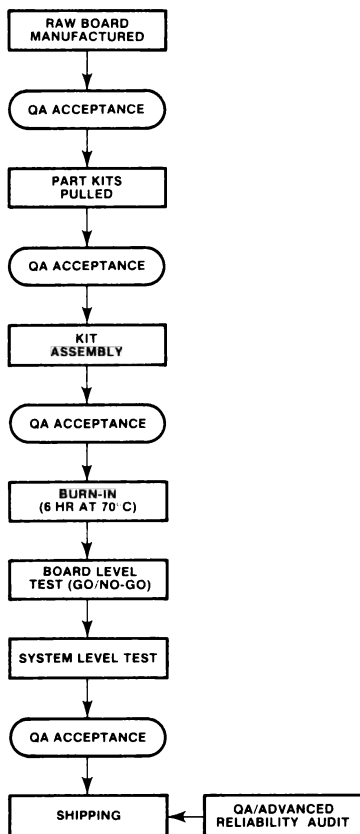 RAW BOARD
MANUFACTURED
QA ACCEPTANCE
PART KITS
PULLED
QA ACCEPTANCE
KIT
ASSEMBLY
QA ACCEPTANCE
BURN-IN
(6 HR AT 70°C)
BOARD LEVEL
TEST (GO/NO-GO)
SYSTEM LEVEL TEST
QA ACCEPTANCE
SHIPPING
QA/ADVANCED
RELIABILITY AUDIT